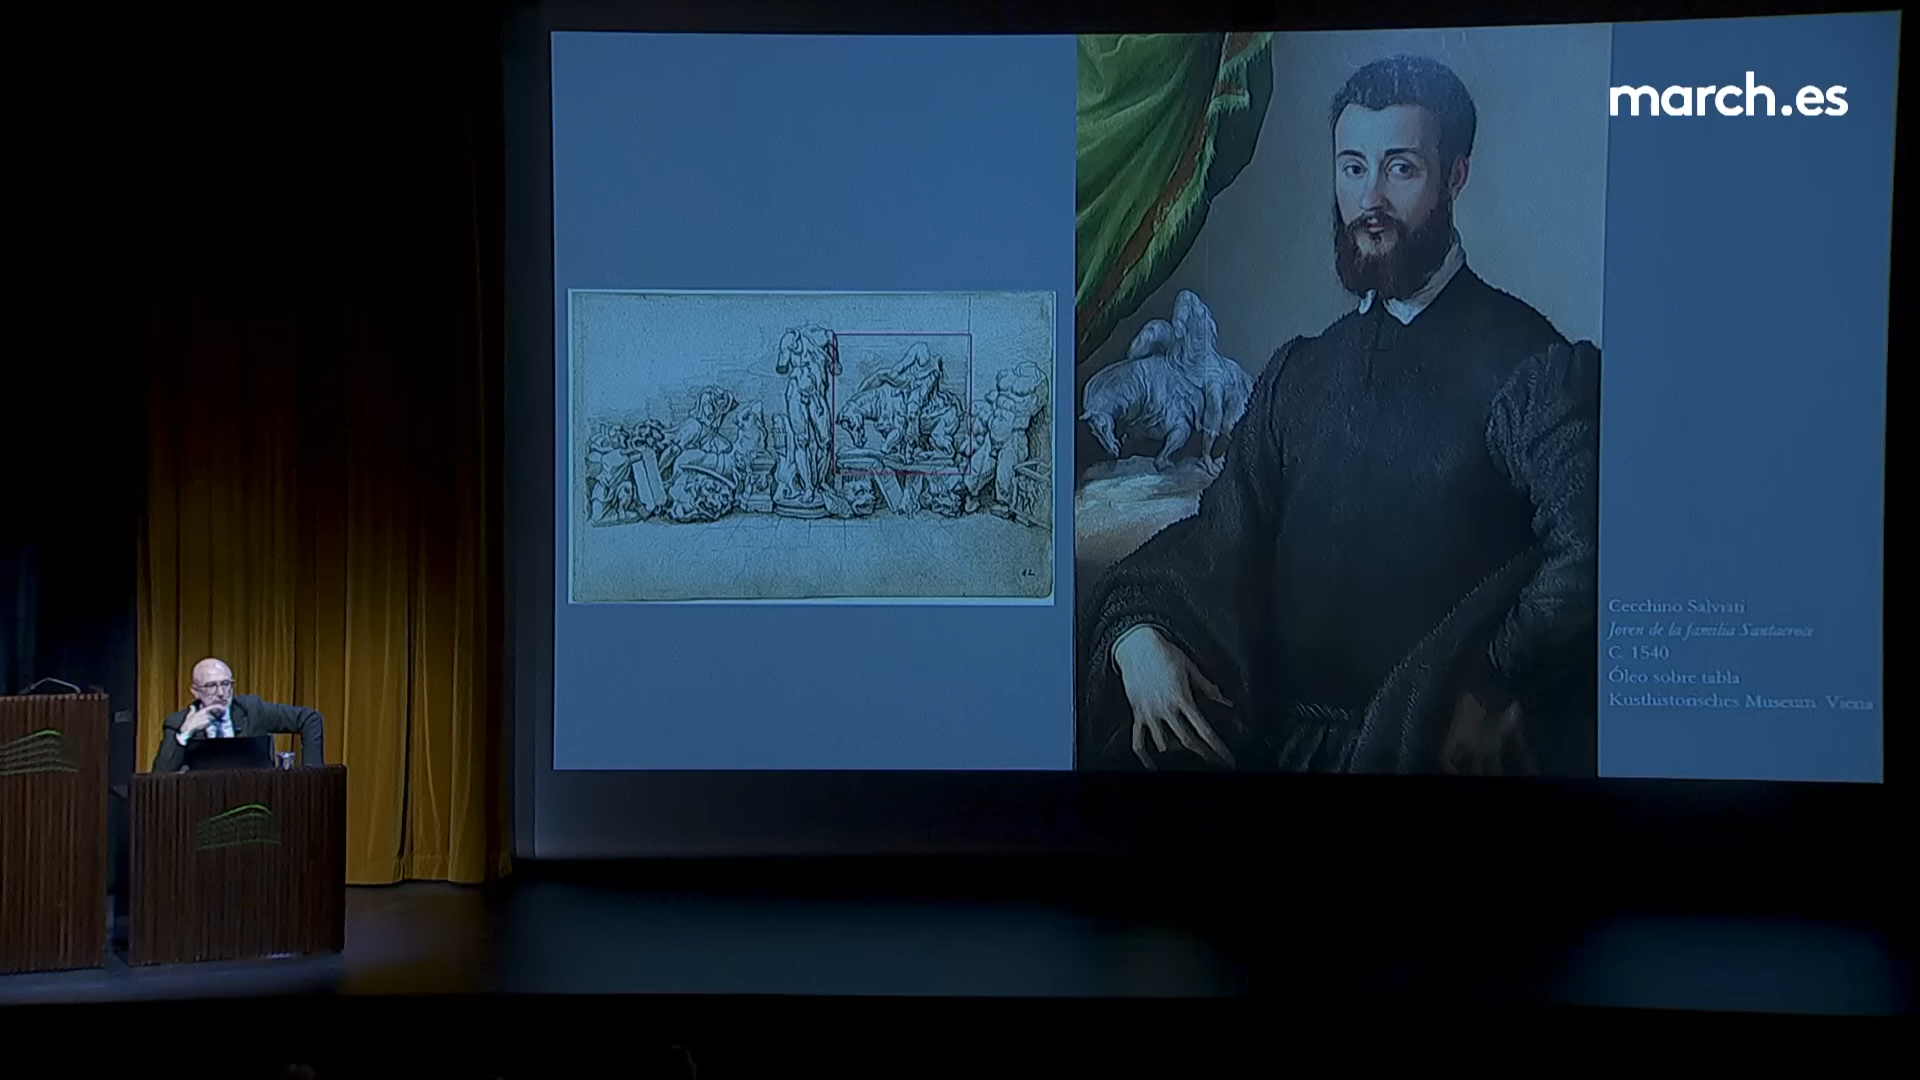 march.es
Cecchino Salviati
Joven de la familia Santacroce
C. 1540
Óleo sobre tabla
Kusthistorisches Museum. Viena